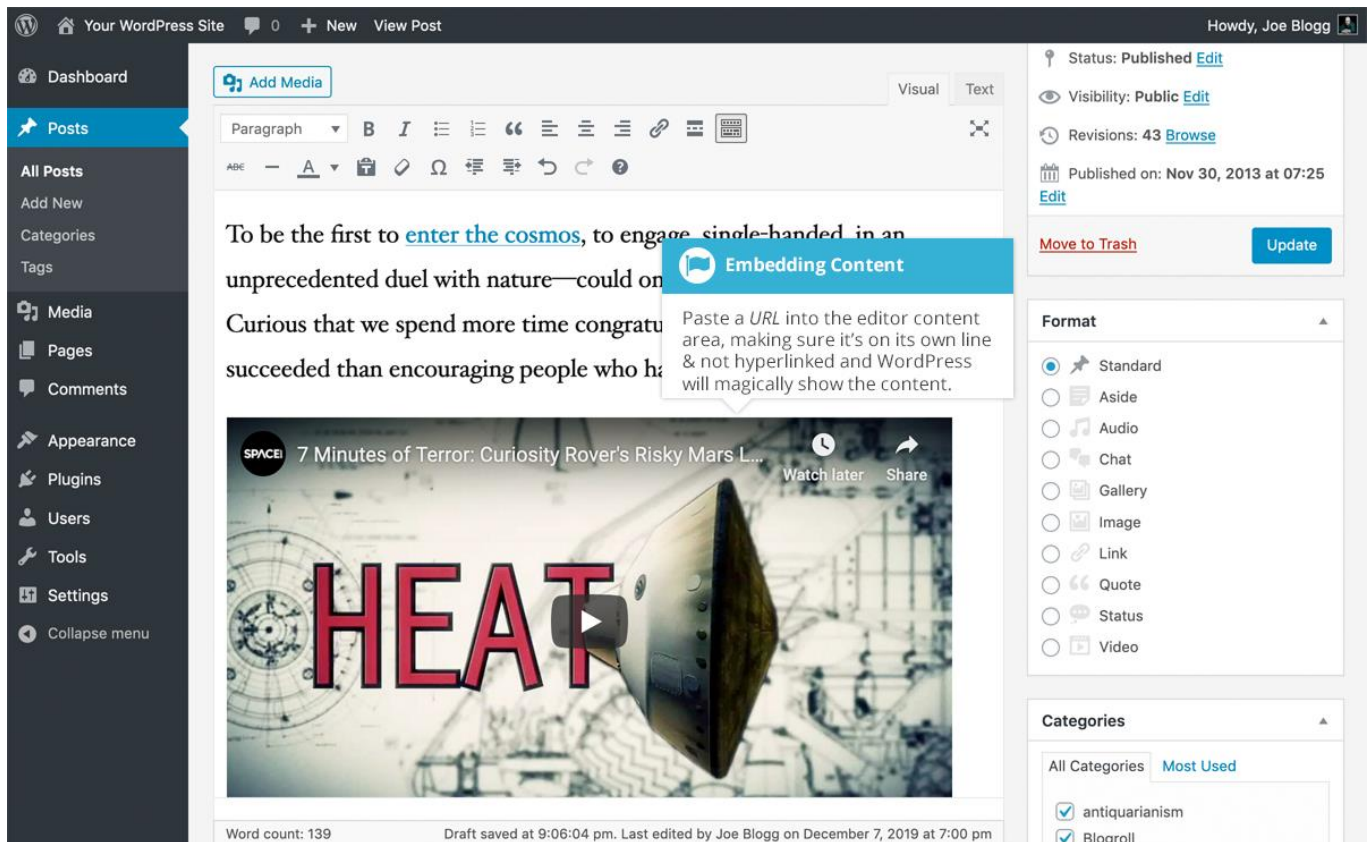 Your WordPress Site 0 New View Post Howdy, Joe Blogg
Dashboard
Posts
All Posts
Add New
Categories
Tags
Media
Pages
Comments
Appearance
Plugins
Users
Tools
Settings
Collapse menu
Add Media
Visual Text
Paragraph B I
ABC A Ω
To be the first to enter the cosmos, to engage, single-handed, in an
unprecedented duel with nature—could on
Curious that we spend more time congratu
succeeded than encouraging people who ha
Embedding Content
Paste a URL into the editor content
area, making sure it's on its own line
& not hyperlinked and WordPress
will magically show the content.
SPACE! 7 Minutes of Terror: Curiosity Rover's Risky Mars L...
Watch later Share
HEAT
Word count: 139 Draft saved at 9:06:04 pm. Last edited by Joe Blogg on December 7, 2019 at 7:00 pm
Status: Published Edit
Visibility: Public Edit
Revisions: 43 Browse
Published on: Nov 30, 2013 at 07:25
Edit
Move to Trash Update
Format
Standard
Aside
Audio
Chat
Gallery
Image
Link
Quote
Status
Video
Categories
All Categories Most Used
antiquarianism
Blogroll